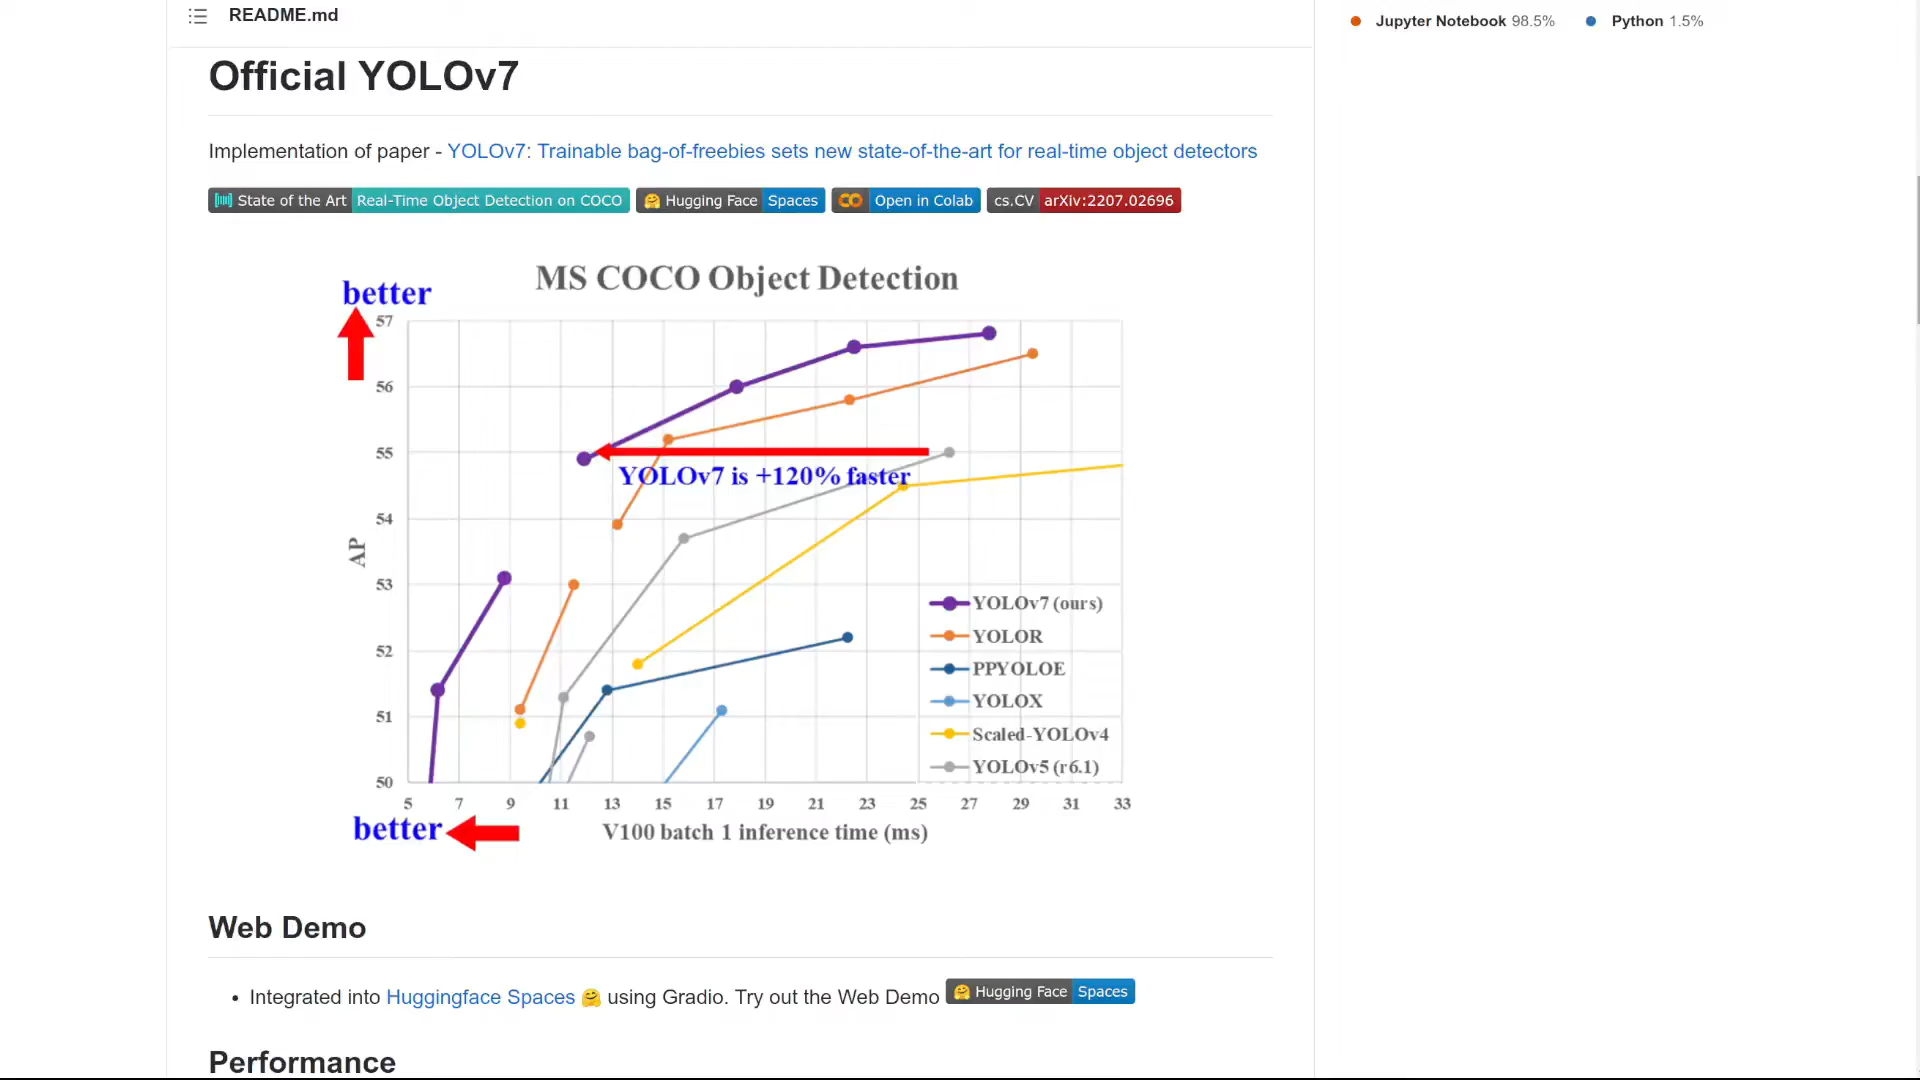 README.md
Jupyter Notebook 98.5% Python 1.5%
Official YOLOv7
Implementation of paper - YOLOv7: Trainable bag-of-freebies sets new state-of-the-art for real-time object detectors
State of the Art Real-Time Object Detection on COCO 🤗 Hugging Face Spaces Open in Colab cs.CV arXiv:2207.02696
MS COCO Object Detection
better
57
56
55
YOLOv7 is +120% faster
54
AP
53
52
51
50
YOLOv7 (ours)
YOLOR
PPYOLOE
YOLOX
Scaled-YOLOv4
YOLOv5 (r6.1)
5 7 9 11 13 15 17 19 21 23 25 27 29 31 33
better
V100 batch 1 inference time (ms)
Web Demo
• Integrated into Huggingface Spaces 🤗 using Gradio. Try out the Web Demo 🤗 Hugging Face Spaces
Performance